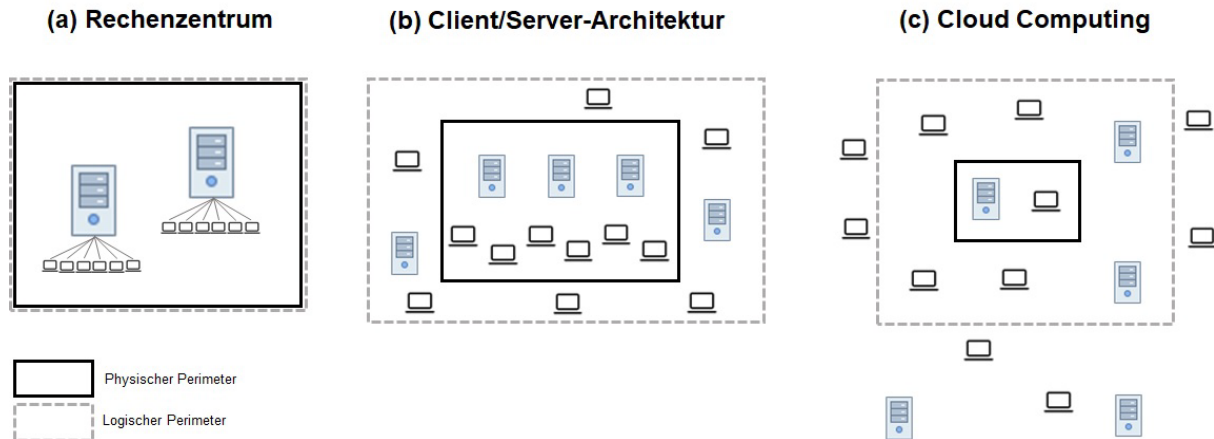 (a) Rechenzentrum
(b) Client/Server-Architektur
(c) Cloud Computing
Physischer Perimeter
Logischer Perimeter